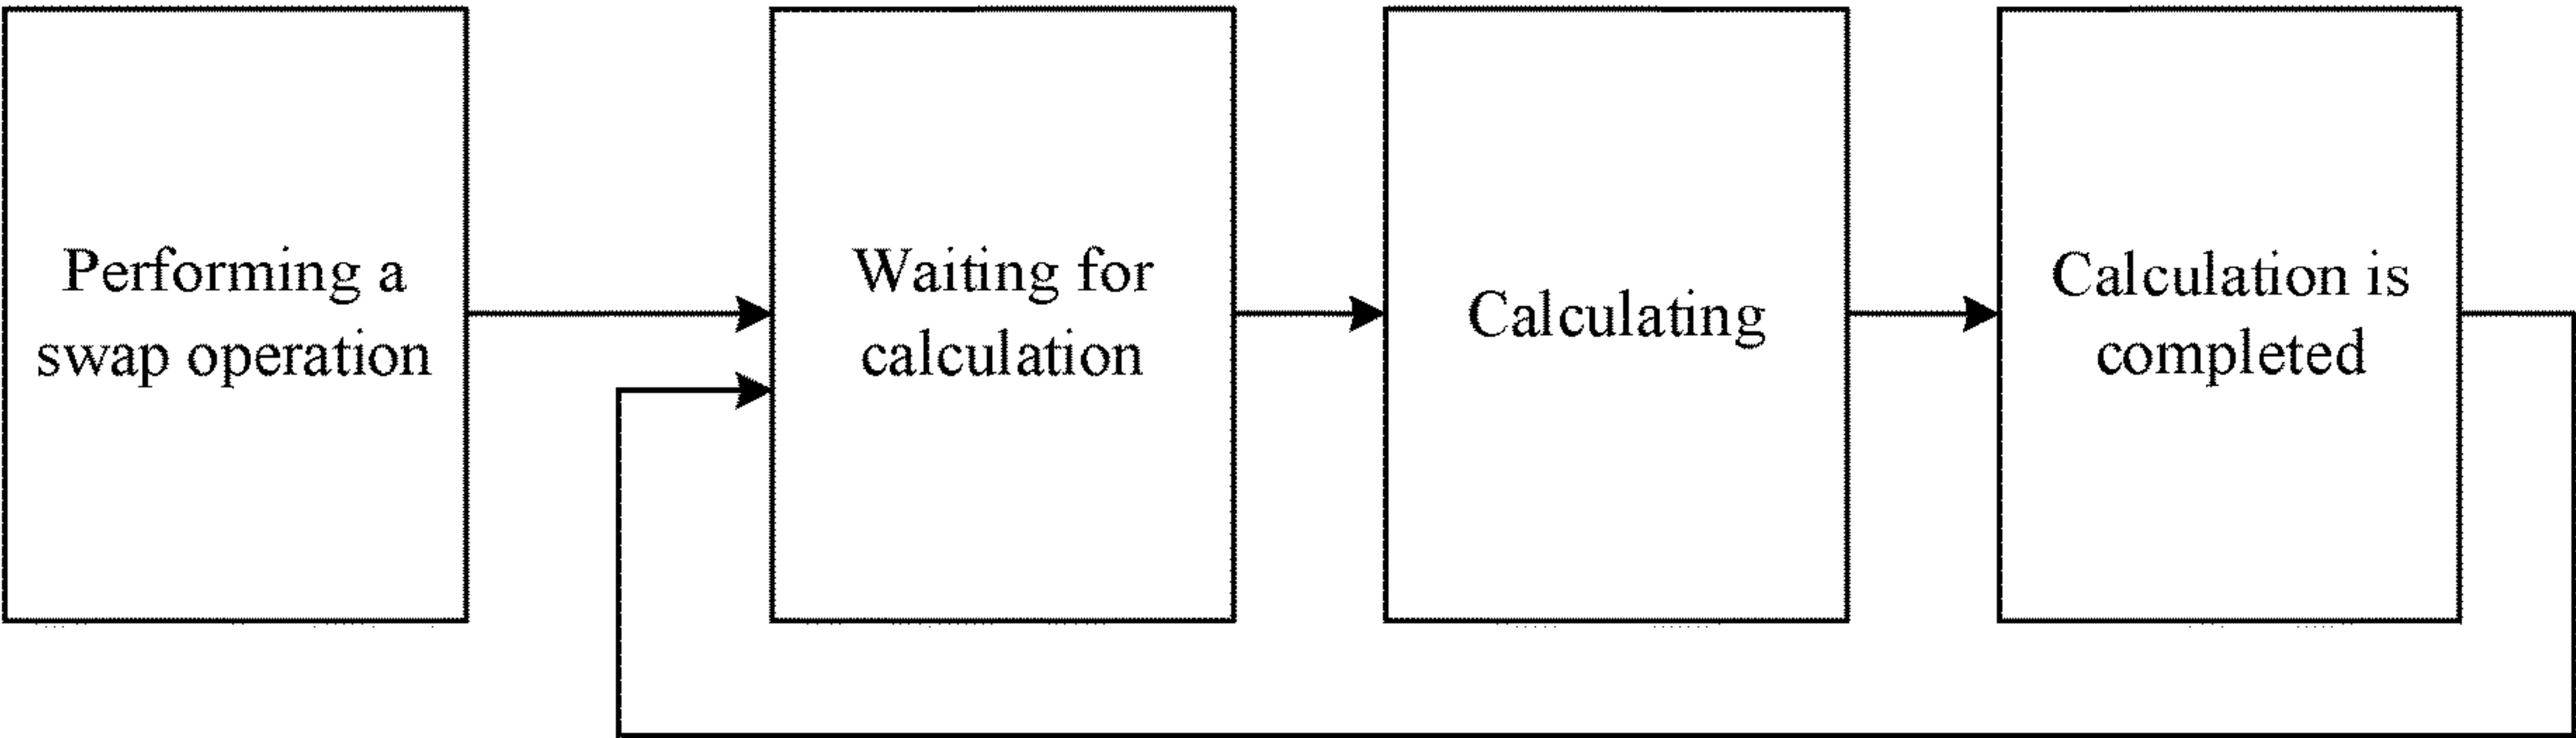 Performing a
swap operation
Waiting for
calculation
Calculating
Calculation is
completed